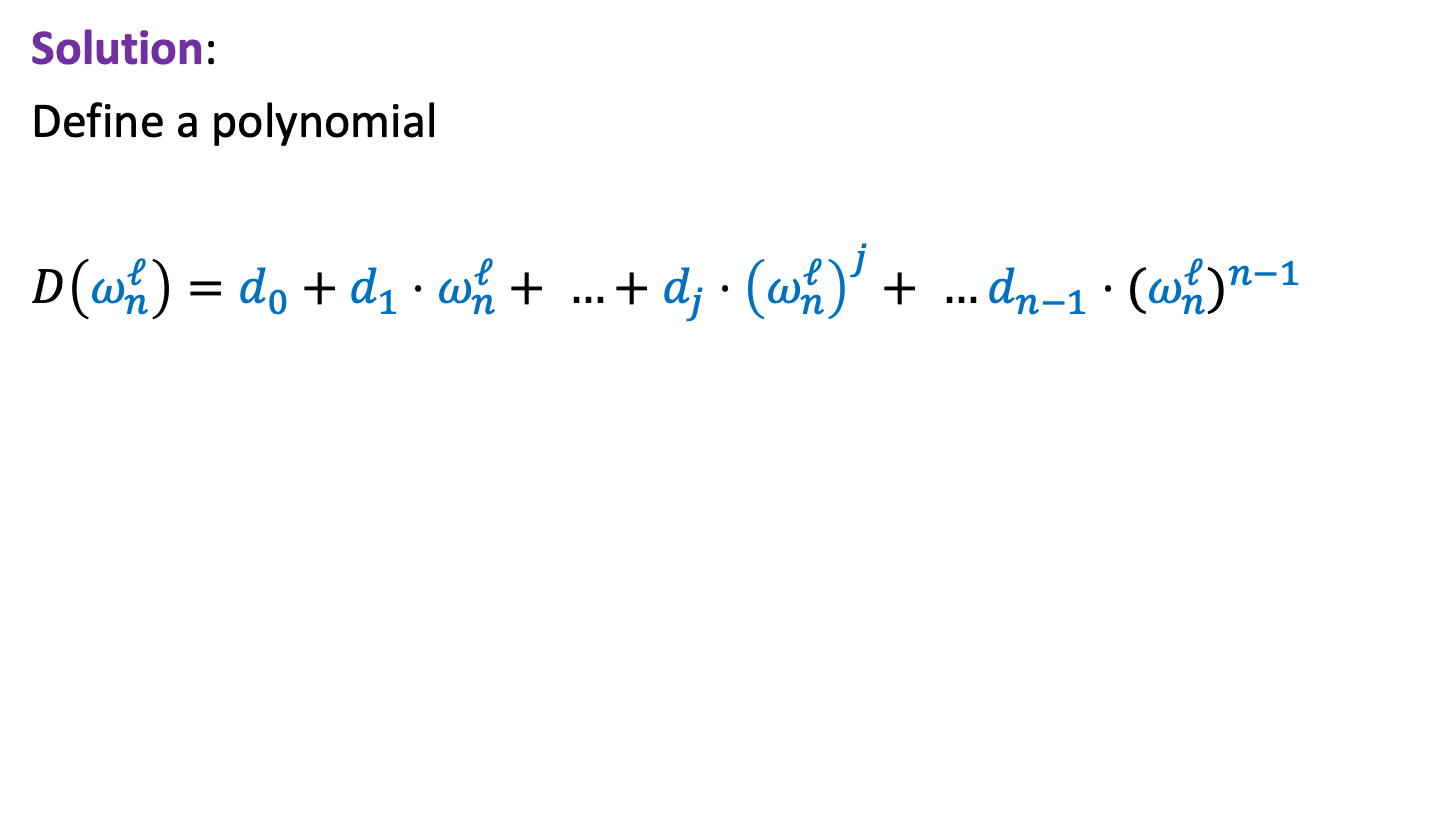 Solution:
Define a polynomial
D(ω_n^ℓ) = d_0 + d_1 · ω_n^ℓ + ... + d_j · (ω_n^ℓ)^j + ... d_{n−1} · (ω_n^ℓ)^{n−1}